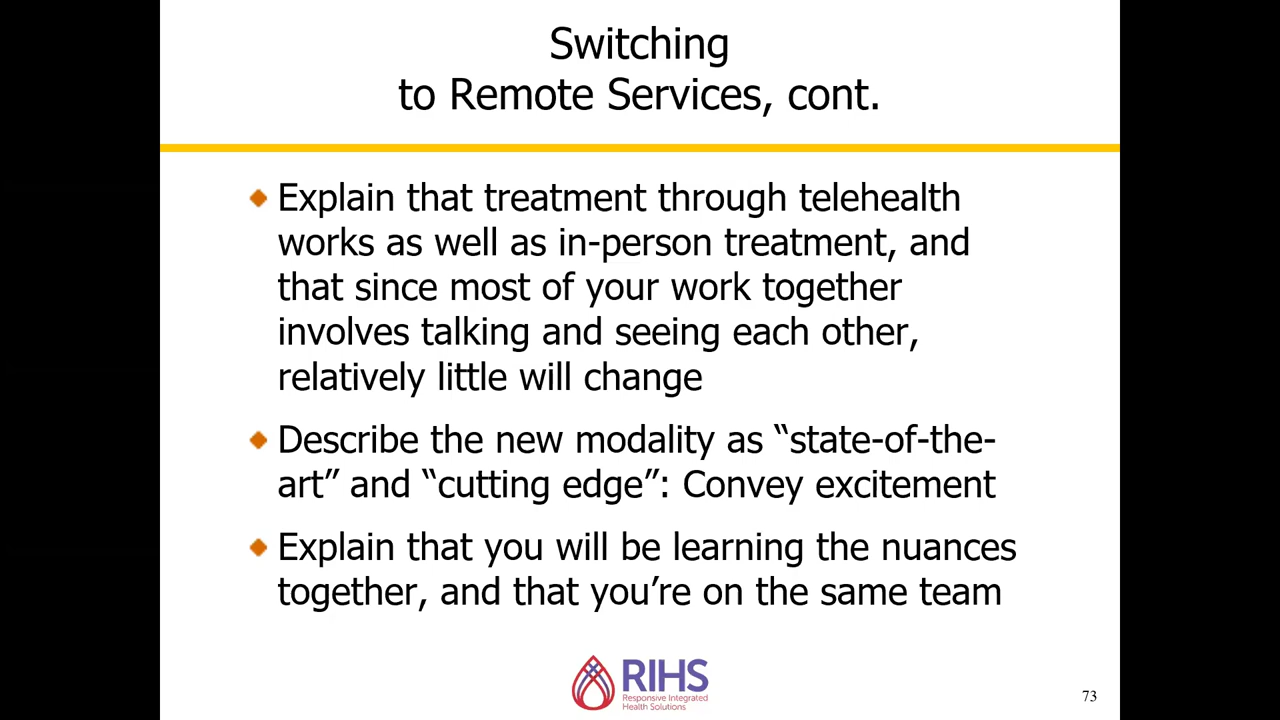 Switching
to Remote Services, cont.
Explain that treatment through telehealth
works as well as in-person treatment, and
that since most of your work together
involves talking and seeing each other,
relatively little will change
Describe the new modality as “state-of-the-
art” and “cutting edge”: Convey excitement
Explain that you will be learning the nuances
together, and that you’re on the same team
RIHS
Responsive Integrated
Health Solutions
73